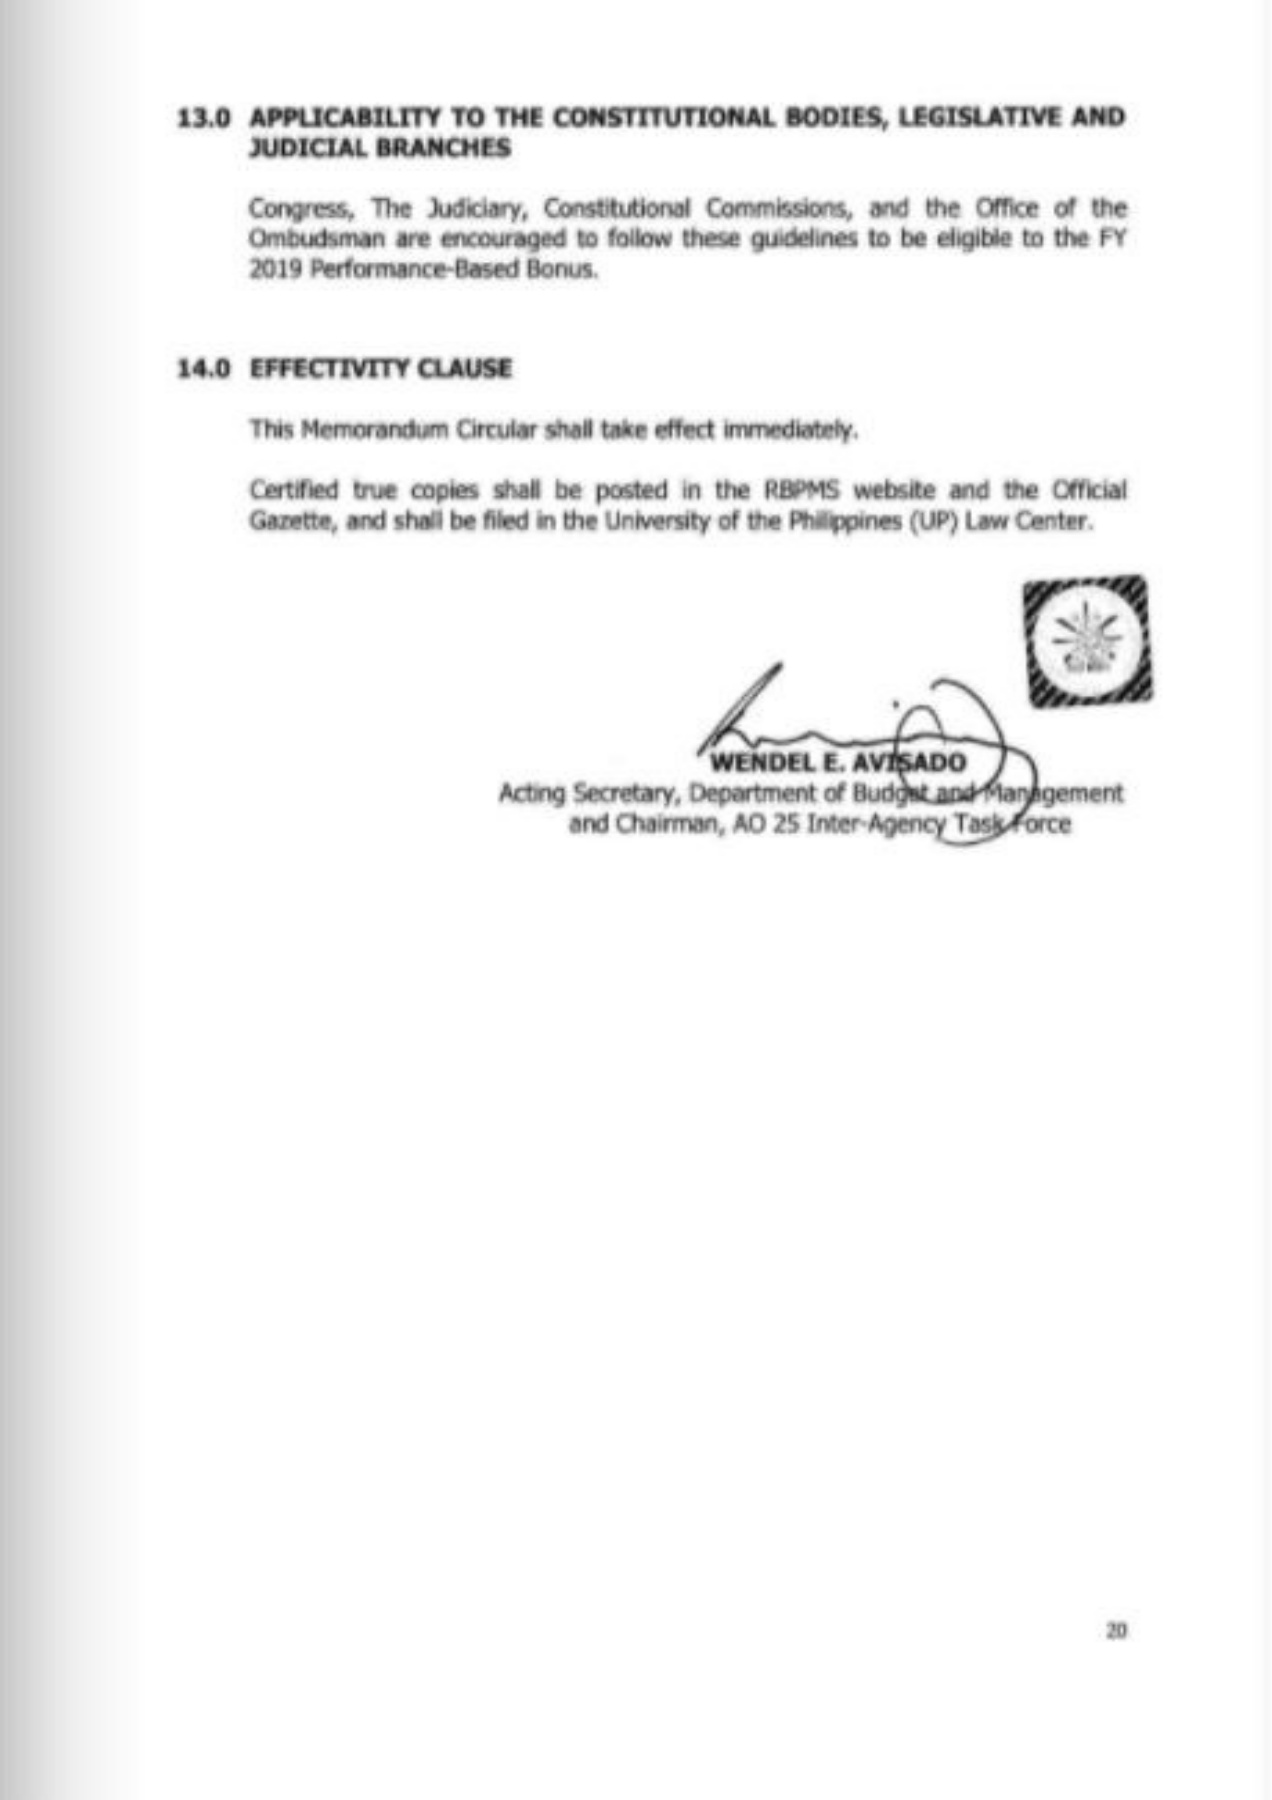 13.0 APPLICABILITY TO THE CONSTITUTIONAL BODIES, LEGISLATIVE AND
JUDICIAL BRANCHES
Congress, The Judiciary, Constitutional Commissions, and the Office of the
Ombudsman are encouraged to follow these guidelines to be eligible to the FY
2019 Performance-Based Bonus.
14.0 EFFECTIVITY CLAUSE
This Memorandum Circular shall take effect immediately.
Certified true copies shall be posted in the RBPMS website and the Official
Gazette, and shall be filed in the University of the Philippines (UP) Law Center.
WENDEL E. AVISADO
Acting Secretary, Department of Budget and Management
and Chairman, AO 25 Inter-Agency Task Force
20